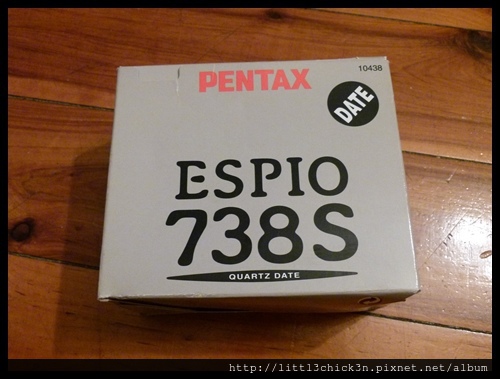 10438
PENTAX
DATE
ESPIO
738S
QUARTZ DATE
http://litt13chick3n.pixnet.net/album